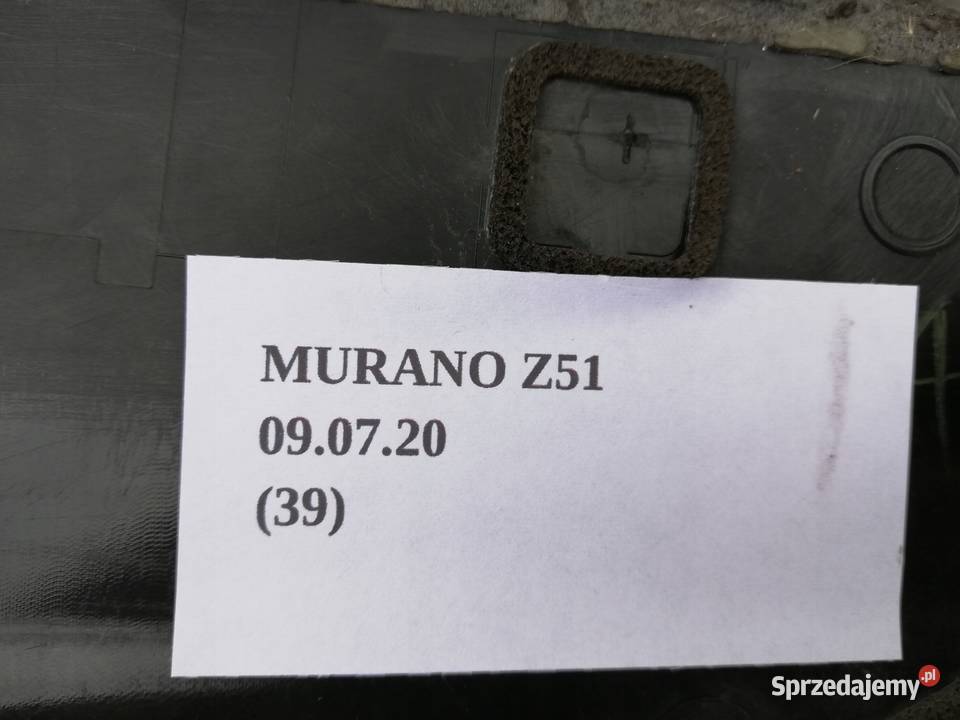 MURANO Z51
09.07.20
(39)
Sprzedajemy.pl